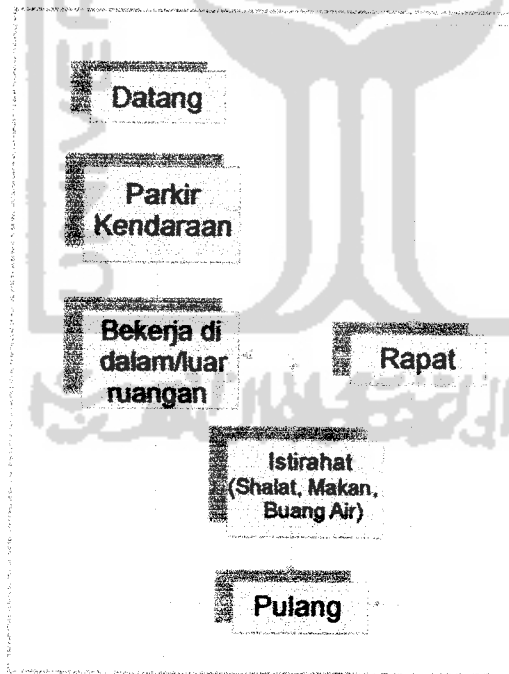 Datang
Parkir
Kendaraan
Bekerja di
dalam/luar
ruangan
Rapat
Istirahat
(Shalat, Makan,
Buang Air)
Pulang